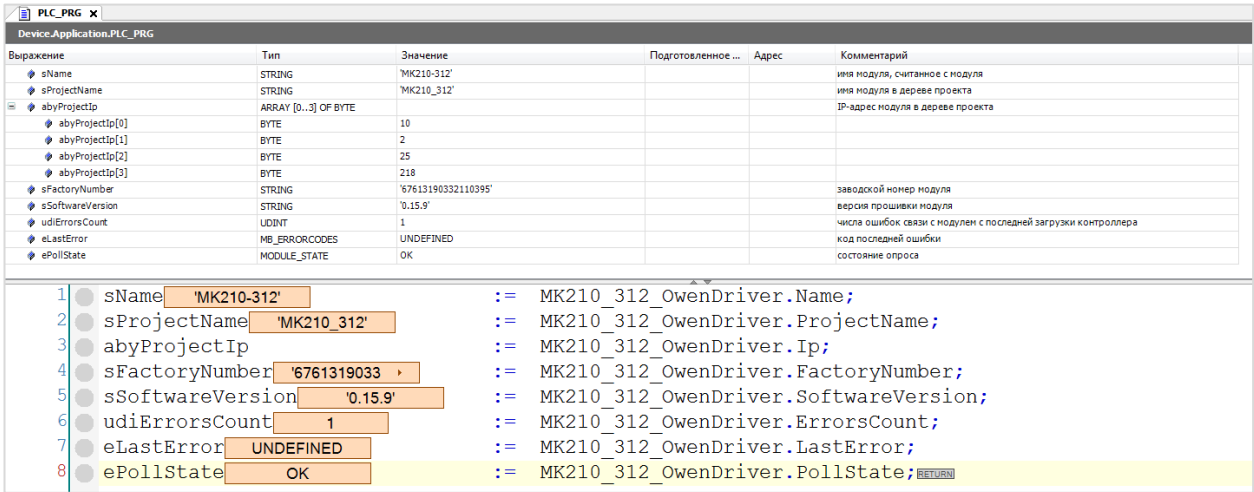 PLC_PRG X
Device.Application.PLC_PRG
Выражение Тип Значение Подготовленное ... Адрес Комментарий
sName STRING 'MK210-312' имя модуля, считанное с модуля
sProjectName STRING 'MK210_312' имя модуля в дереве проекта
abyProjectIp ARRAY [0..3] OF BYTE IP-адрес модуля в дереве проекта
abyProjectIp[0] BYTE 10
abyProjectIp[1] BYTE 2
abyProjectIp[2] BYTE 25
abyProjectIp[3] BYTE 218
sFactoryNumber STRING '67613190332110395' заводской номер модуля
sSoftwareVersion STRING '0.15.9' версия прошивки модуля
udiErrorsCount UDINT 1 числа ошибок связи с модулем с последней загрузки контроллера
eLastError MB_ERRORCODES UNDEFINED код последней ошибки
ePollState MODULE_STATE OK состояние опроса
1 sName 'MK210-312' := MK210_312_OwenDriver.Name;
2 sProjectName 'MK210_312' := MK210_312_OwenDriver.ProjectName;
3 abyProjectIp := MK210_312_OwenDriver.Ip;
4 sFactoryNumber '6761319033 := MK210_312_OwenDriver.FactoryNumber;
5 sSoftwareVersion '0.15.9' := MK210_312_OwenDriver.SoftwareVersion;
6 udiErrorsCount 1 := MK210_312_OwenDriver.ErrorsCount;
7 eLastError UNDEFINED := MK210_312_OwenDriver.LastError;
8 ePollState OK := MK210_312_OwenDriver.PollState; RETURN